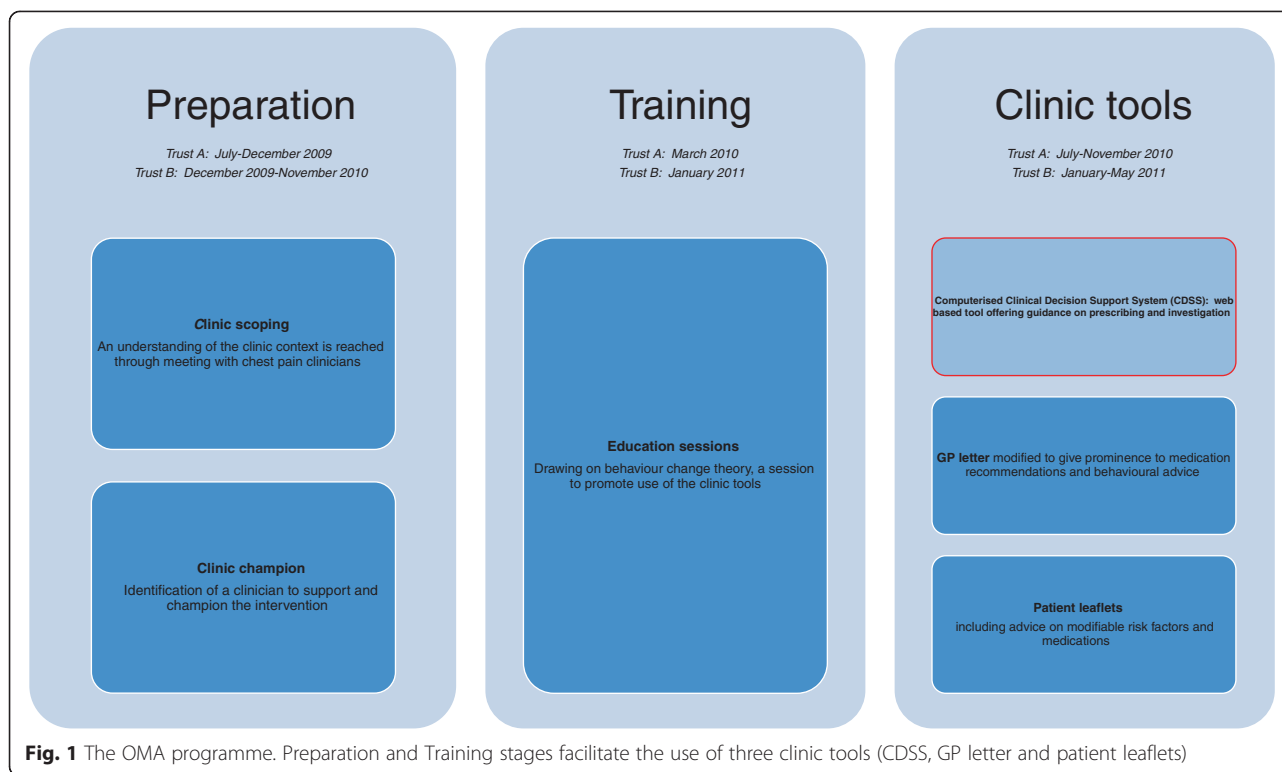 Preparation
Trust A: July-December 2009
Trust B: December 2009-November 2010
Clinic scoping
An understanding of the clinic context is reached
through meeting with chest pain clinicians
Clinic champion
Identification of a clinician to support and
champion the intervention
Training
Trust A: March 2010
Trust B: January 2011
Education sessions
Drawing on behaviour change theory, a session
to promote use of the clinic tools
Clinic tools
Trust A: July-November 2010
Trust B: January-May 2011
Computerised Clinical Decision Support System (CDSS): web
based tool offering guidance on prescribing and investigation
GP letter modified to give prominence to medication
recommendations and behavioural advice
Patient leaflets
including advice on modifiable risk factors and
medications
Fig. 1 The OMA programme. Preparation and Training stages facilitate the use of three clinic tools (CDSS, GP letter and patient leaflets)